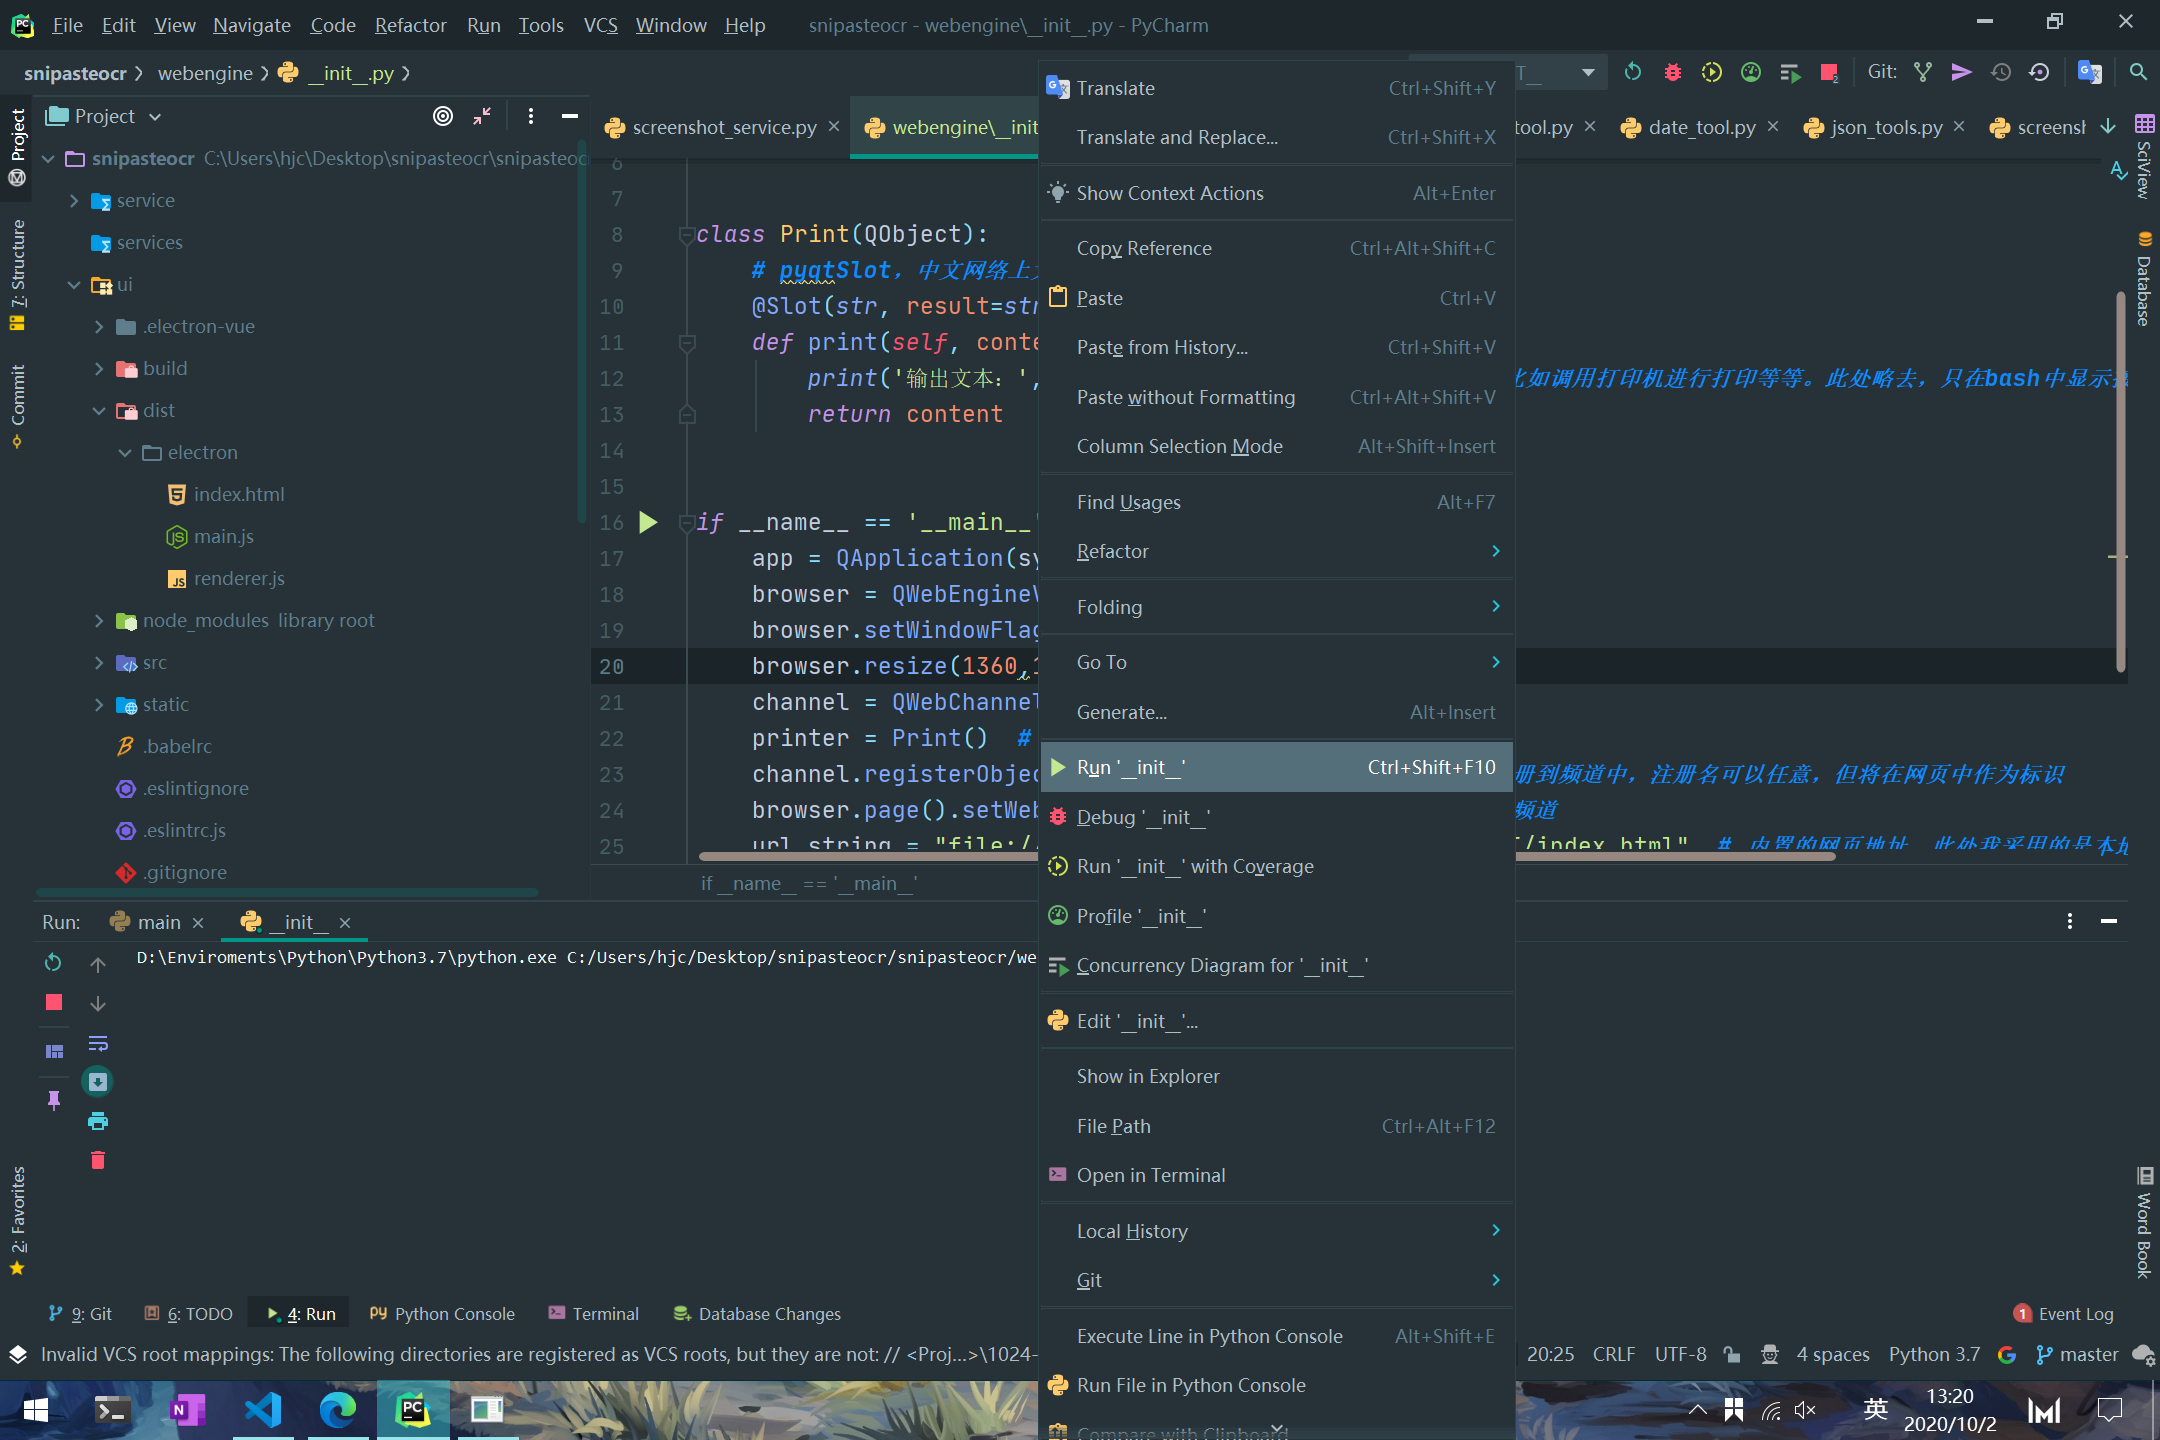 File Edit View Navigate Code Refactor Run Tools VCS Window Help snipasteocr - webengine\__init__.py - PyCharm
snipasteocr webengine __init__.py
T__ Git:
Project
screenshot_service.py webengine\__init tool.py date_tool.py json_tools.py screensh
snipasteocr C:\Users\hjc\Desktop\snipasteocr\snipasteoc
service
services
ui
.electron-vue
build
dist
electron
index.html
main.js
renderer.js
node_modules library root
src
static
.babelrc
.eslintignore
.eslintrc.js
.gitignore
Project
7: Structure
Commit
2: Favorites
SciView
Database
Word Book
6
7
8 class Print(QObject):
9 # pyqtSlot，中文网络上
10 @Slot(str, result=str
11 def print(self, conte
12 print('输出文本：', 比如调用打印机进行打印等等。此处略去，只在bash中显示
13 return content
14
15
16 if __name__ == '__main__'
17 app = QApplication(sy
18 browser = QWebEngineV
19 browser.setWindowFlag
20 browser.resize(1360,1
21 channel = QWebChannel
22 printer = Print() #
23 channel.registerObjec 册到频道中，注册名可以任意，但将在网页中作为标识
24 browser.page().setWeb 频道
25 url_string = "file:// /index.html" # 内置的网页地址，此处我采用的是本地
if __name__ == '__main__'
Translate Ctrl+Shift+Y
Translate and Replace... Ctrl+Shift+X
Show Context Actions Alt+Enter
Copy Reference Ctrl+Alt+Shift+C
Paste Ctrl+V
Paste from History... Ctrl+Shift+V
Paste without Formatting Ctrl+Alt+Shift+V
Column Selection Mode Alt+Shift+Insert
Find Usages Alt+F7
Refactor
Folding
Go To
Generate... Alt+Insert
Run '__init__' Ctrl+Shift+F10
Debug '__init__'
Run '__init__' with Coverage
Profile '__init__'
Concurrency Diagram for '__init__'
Edit '__init__'...
Show in Explorer
File Path Ctrl+Alt+F12
Open in Terminal
Local History
Git
Execute Line in Python Console Alt+Shift+E
Run File in Python Console
Compare with Clipboard
Run: main __init__
D:\Enviroments\Python\Python3.7\python.exe C:/Users/hjc/Desktop/snipasteocr/snipasteocr/we
9: Git 6: TODO 4: Run Python Console Terminal Database Changes 1 Event Log
Invalid VCS root mappings: The following directories are registered as VCS roots, but they are not: // <Proj...>\1024- 20:25 CRLF UTF-8 4 spaces Python 3.7 master
英 13:20
2020/10/2